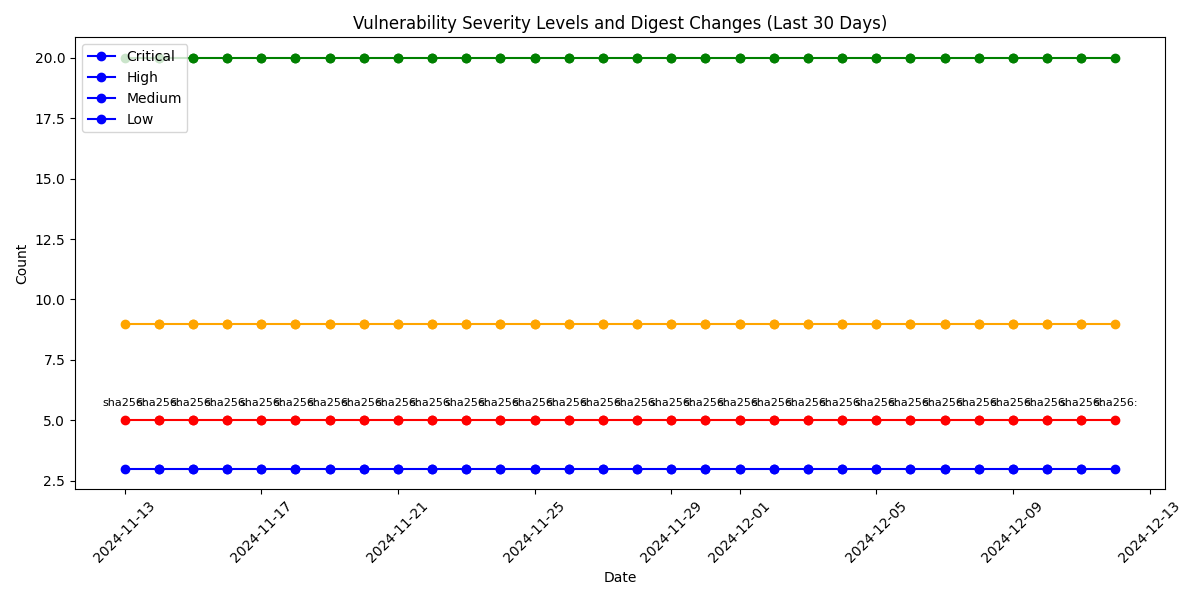 Vulnerability Severity Levels and Digest Changes (Last 30 Days)
Critical
High
Medium
Low
20.0
17.5
15.0
12.5
10.0
7.5
5.0
2.5
Count
sha256: sha256: sha256: sha256: sha256: sha256: sha256: sha256: sha256: sha256: sha256: sha256: sha256: sha256: sha256: sha256: sha256: sha256: sha256: sha256: sha256: sha256: sha256: sha256: sha256: sha256: sha256: sha256: sha256: sha256:
2024-11-13
2024-11-17
2024-11-21
2024-11-25
2024-11-29
2024-12-01
2024-12-05
2024-12-09
2024-12-13
Date